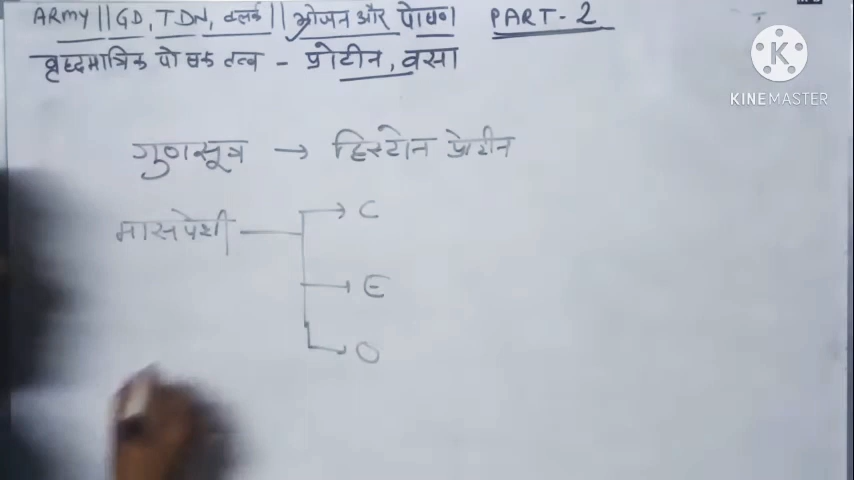 ARMY || GD, TDN, क्लर्क || भोजन और पोषण PART-2
वृहदमात्रिक पोषक तत्व - प्रोटीन, वसा
K
KINEMASTER
गुणसूत्र → हिस्टोन प्रोटीन
मासपेशी → C
→ E
→ O